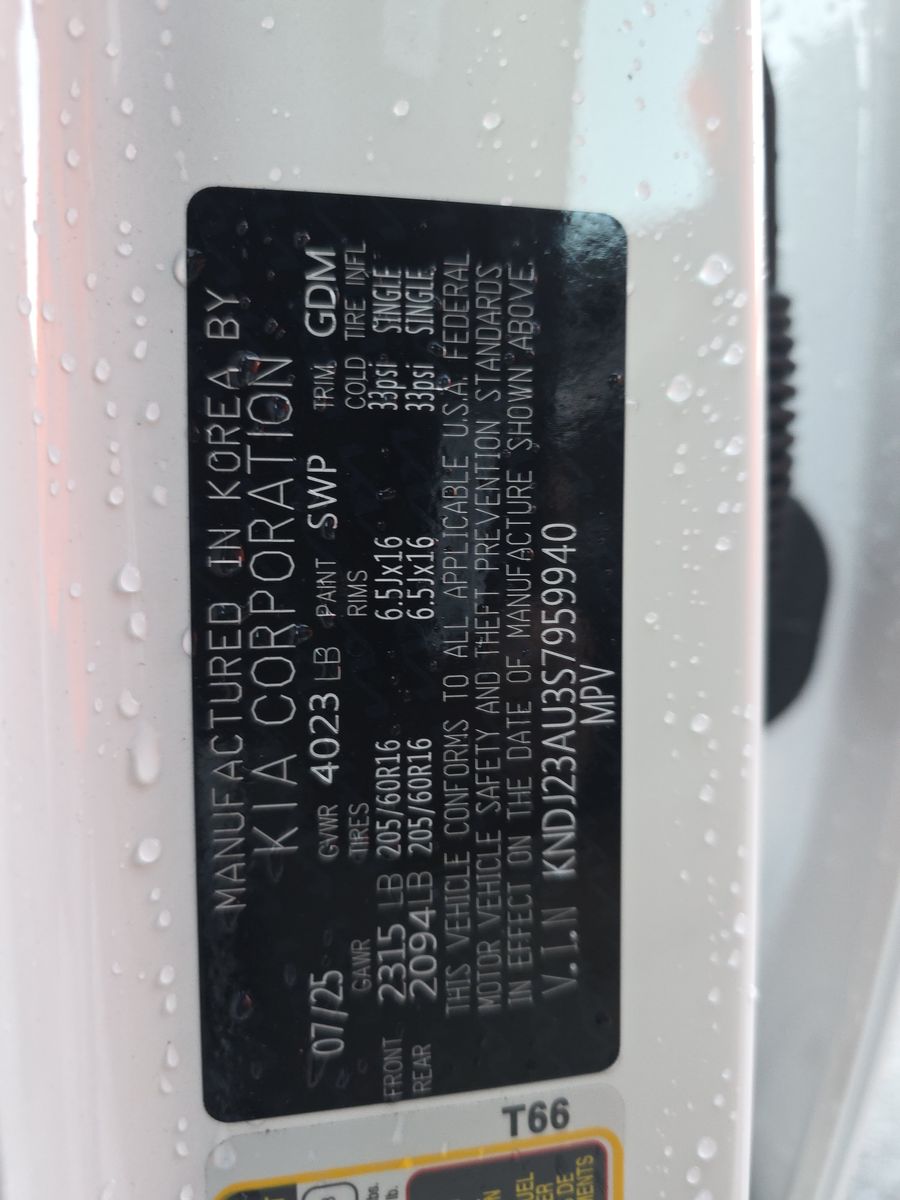 MANUFACTURED IN KOREA BY
KIA CORPORATION
07/25 GVWR 4023 LB PAINT SWP TRIM GDM
GAWR TIRES RIMS COLD TIRE INFL
FRONT 2315 LB 205/60R16 6.5Jx16 33psi SINGLE
REAR 2094LB 205/60R16 6.5Jx16 33psi SINGLE
THIS VEHICLE CONFORMS TO ALL APPLICABLE U.S.A. FEDERAL
MOTOR VEHICLE SAFETY AND THEFT PREVENTION STANDARDS
IN EFFECT ON THE DATE OF MANUFACTURE SHOWN ABOVE.
V.I.N KNDJ23AU3S7959940
MPV
T66